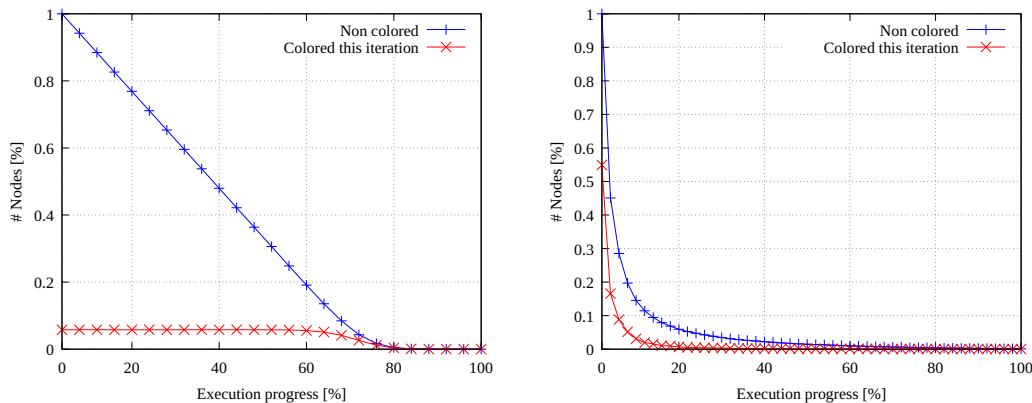 1
0.8
0.6
0.4
0.2
0
0 20 40 60 80 100
# Nodes [%]
Execution progress [%]
Non colored
Colored this iteration
1
0.9
0.8
0.7
0.6
0.5
0.4
0.3
0.2
0.1
0
20 40 60 80 100
# Nodes [%]
Execution progress [%]
Non colored
Colored this iteration